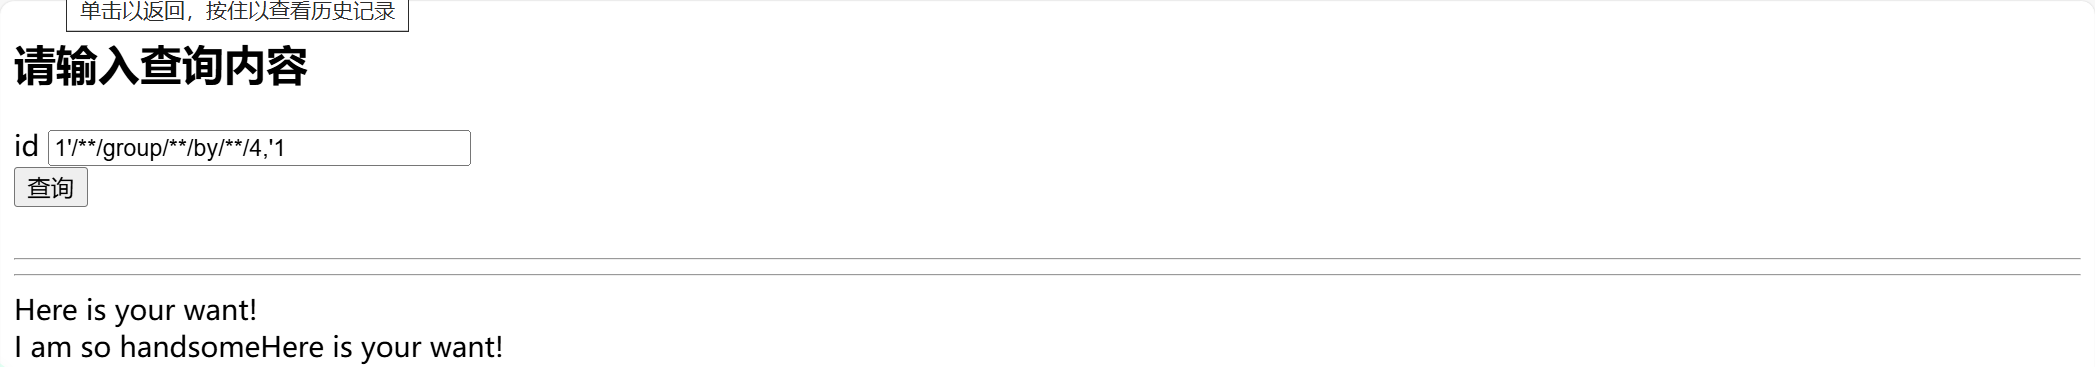 单击以返回，按住以查看历史记录
请输入查询内容
id 1'/**/group/**/by/**/4,'1
查询
Here is your want!
I am so handsomeHere is your want!